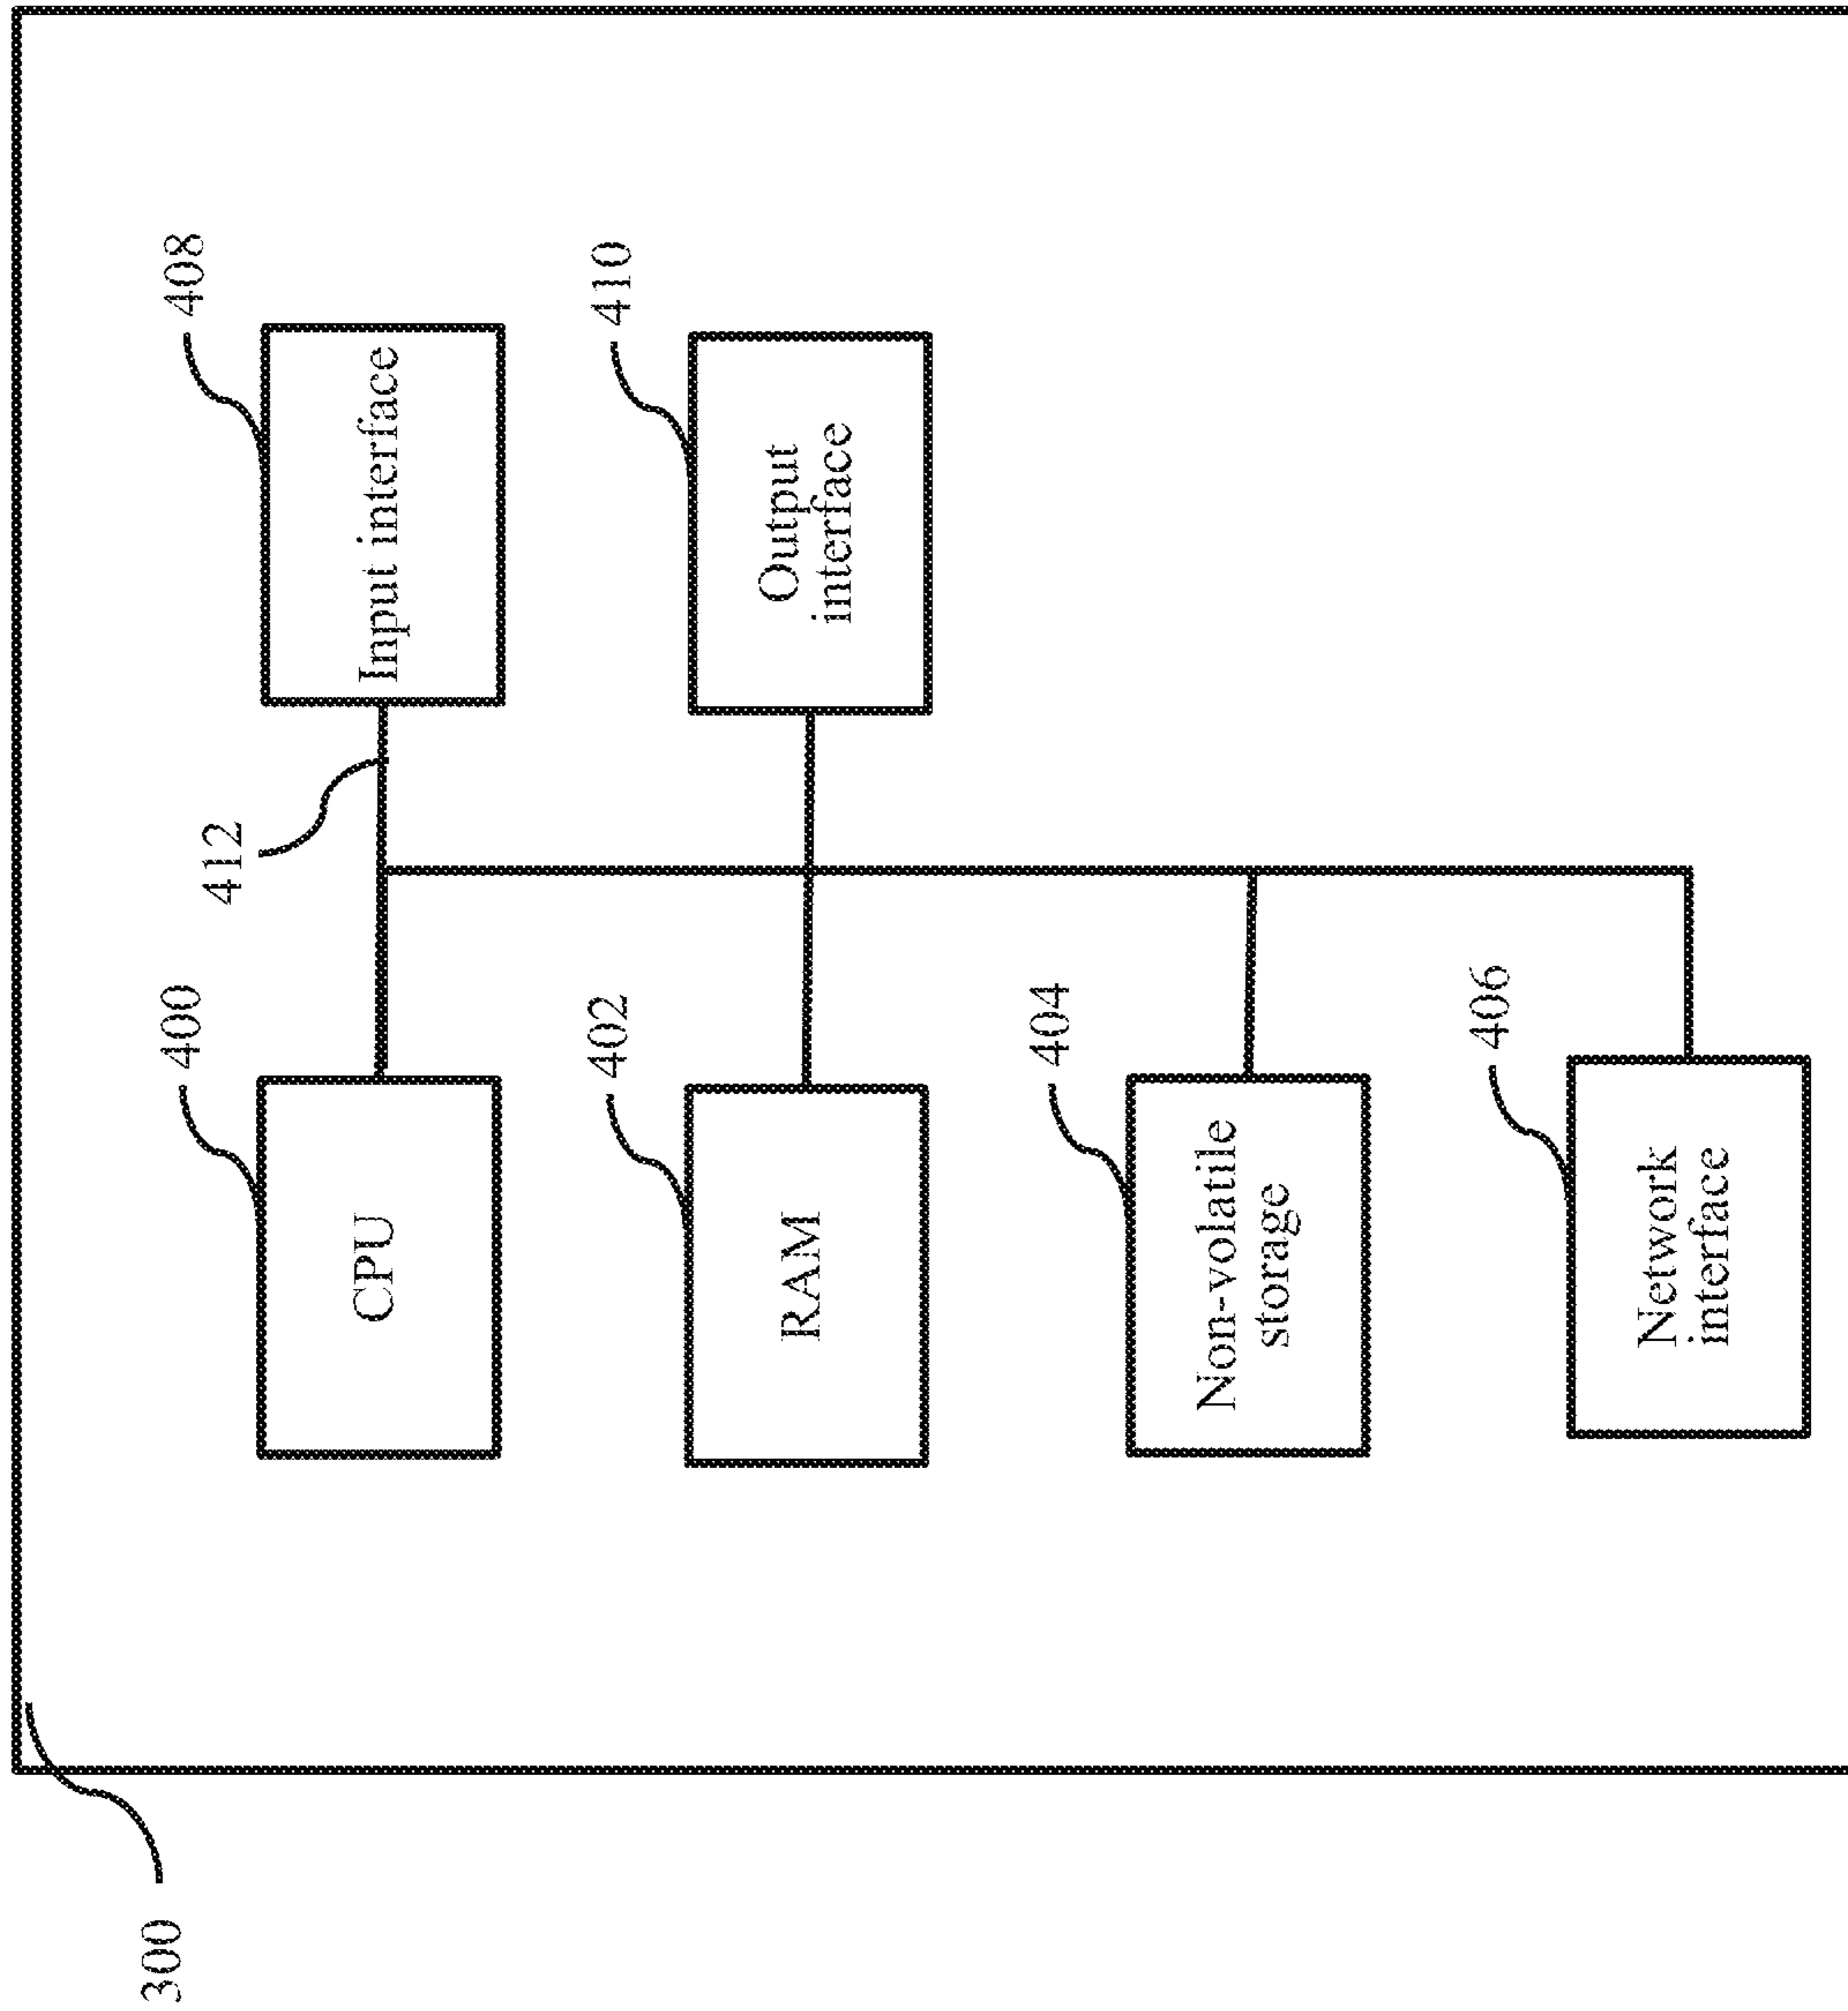 300
400
CPU
402
RAM
404
Non-volatile
storage
406
Network
interface
412
408
Input interface
410
Output
interface